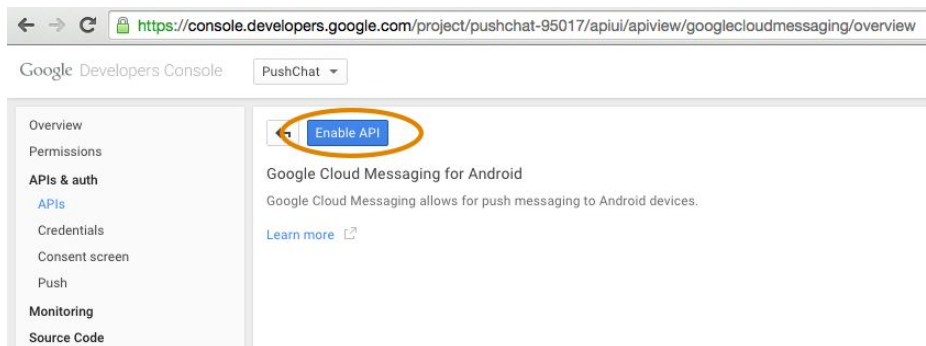 https://console.developers.google.com/project/pushchat-95017/apiui/apiview/googlecloudmessaging/overview
Google Developers Console PushChat
Overview
Permissions
APIs & auth
APIs
Credentials
Consent screen
Push
Monitoring
Source Code
Enable API
Google Cloud Messaging for Android
Google Cloud Messaging allows for push messaging to Android devices.
Learn more